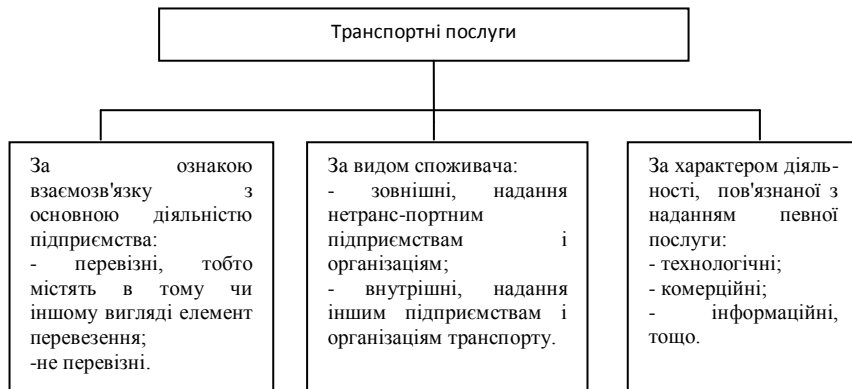 Транспортні послуги
За ознакою
взаємозв'язку з
основною діяльністю
підприємства:
- перевізні, тобто
містять в тому чи
іншому вигляді елемент
перевезення;
-не перевізні.
За видом споживача:
- зовнішні, надання
нетранс-портним
підприємствам і
організаціям;
- внутрішні, надання
іншим підприємствам і
організаціям транспорту.
За характером діяль-
ності, пов'язаної з
наданням певної
послуги:
- технологічні;
- комерційні;
- інформаційні,
тощо.